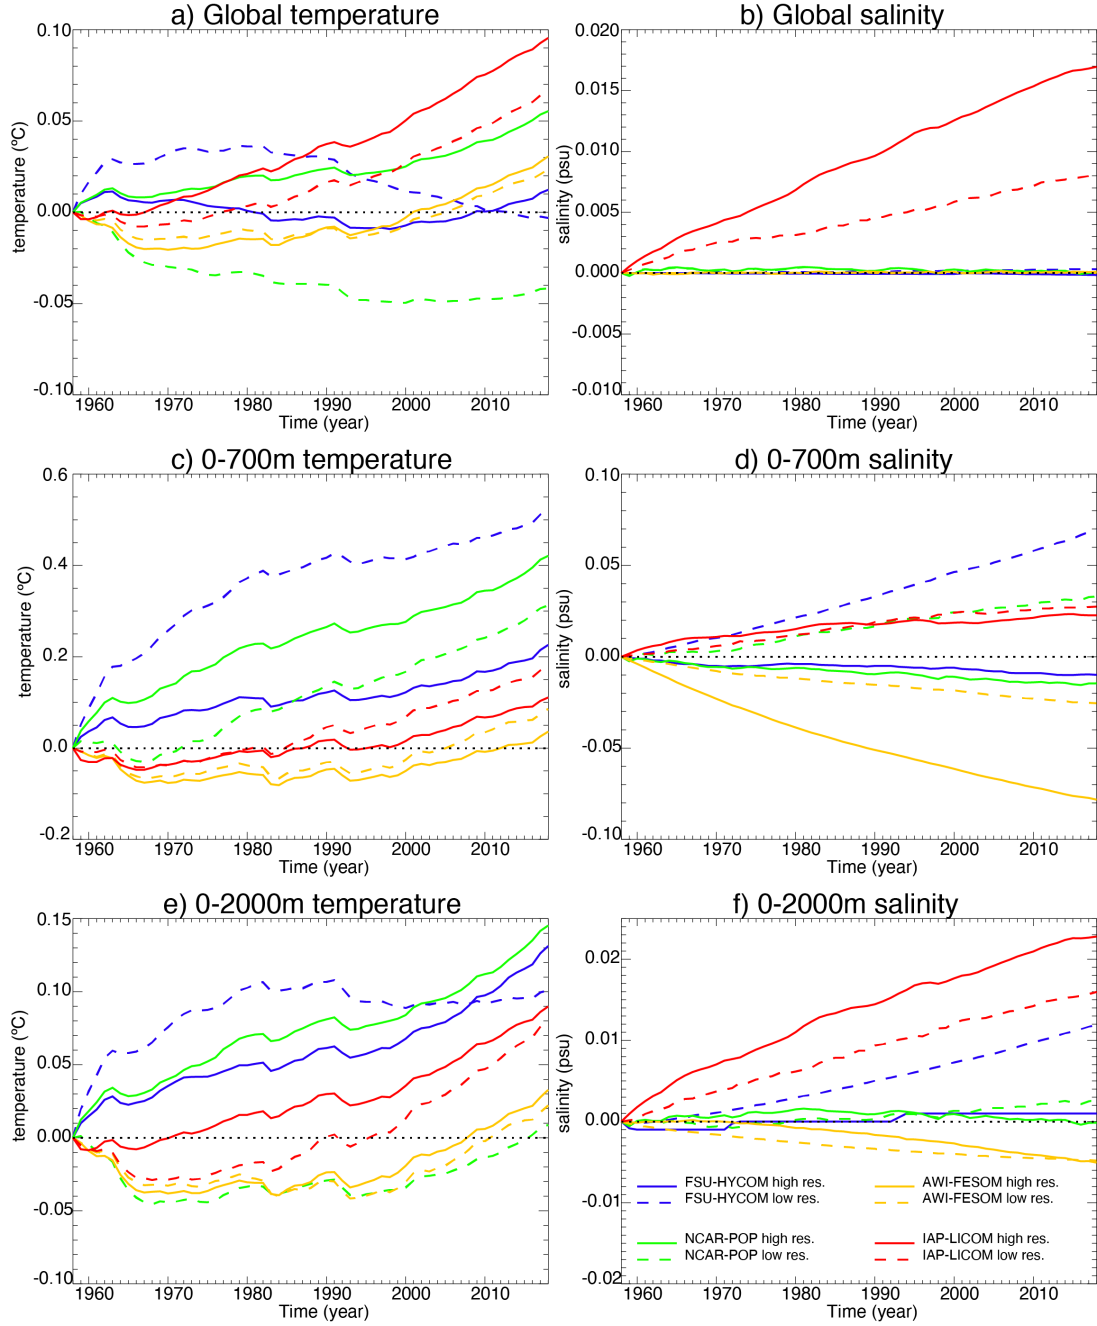 a) Global temperature
0.10
0.05
0.00
-0.05
-0.10
temperature (ºC)
1960 1970 1980 1990 2000 2010
Time (year)
b) Global salinity
0.020
0.015
0.010
0.005
0.000
-0.005
-0.010
salinity (psu)
1960 1970 1980 1990 2000 2010
Time (year)
c) 0-700m temperature
0.6
0.4
0.2
0.0
-0.2
temperature (ºC)
1960 1970 1980 1990 2000 2010
Time (year)
d) 0-700m salinity
0.10
0.05
0.00
-0.05
-0.10
salinity (psu)
1960 1970 1980 1990 2000 2010
Time (year)
e) 0-2000m temperature
0.15
0.10
0.05
0.00
-0.05
-0.10
temperature (ºC)
1960 1970 1980 1990 2000 2010
Time (year)
f) 0-2000m salinity
0.02
0.01
0.00
-0.01
-0.02
salinity (psu)
FSU-HYCOM high res.
FSU-HYCOM low res.
AWI-FESOM high res.
AWI-FESOM low res.
NCAR-POP high res.
NCAR-POP low res.
IAP-LICOM high res.
IAP-LICOM low res.
1960 1970 1980 1990 2000 2010
Time (year)